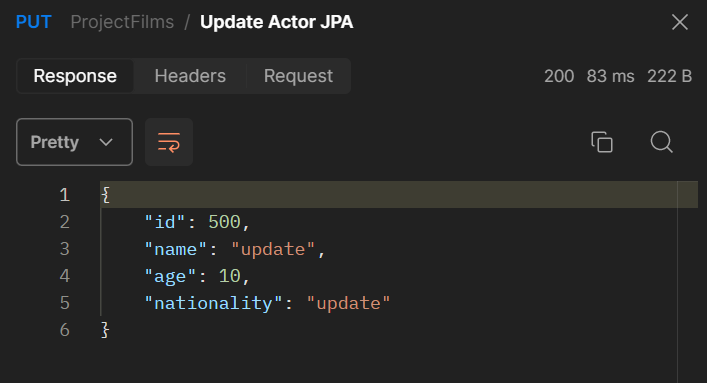 PUT ProjectFilms / Update Actor JPA
Response Headers Request 200 83 ms 222 B
Pretty
1 {
2 "id": 500,
3 "name": "update",
4 "age": 10,
5 "nationality": "update"
6 }